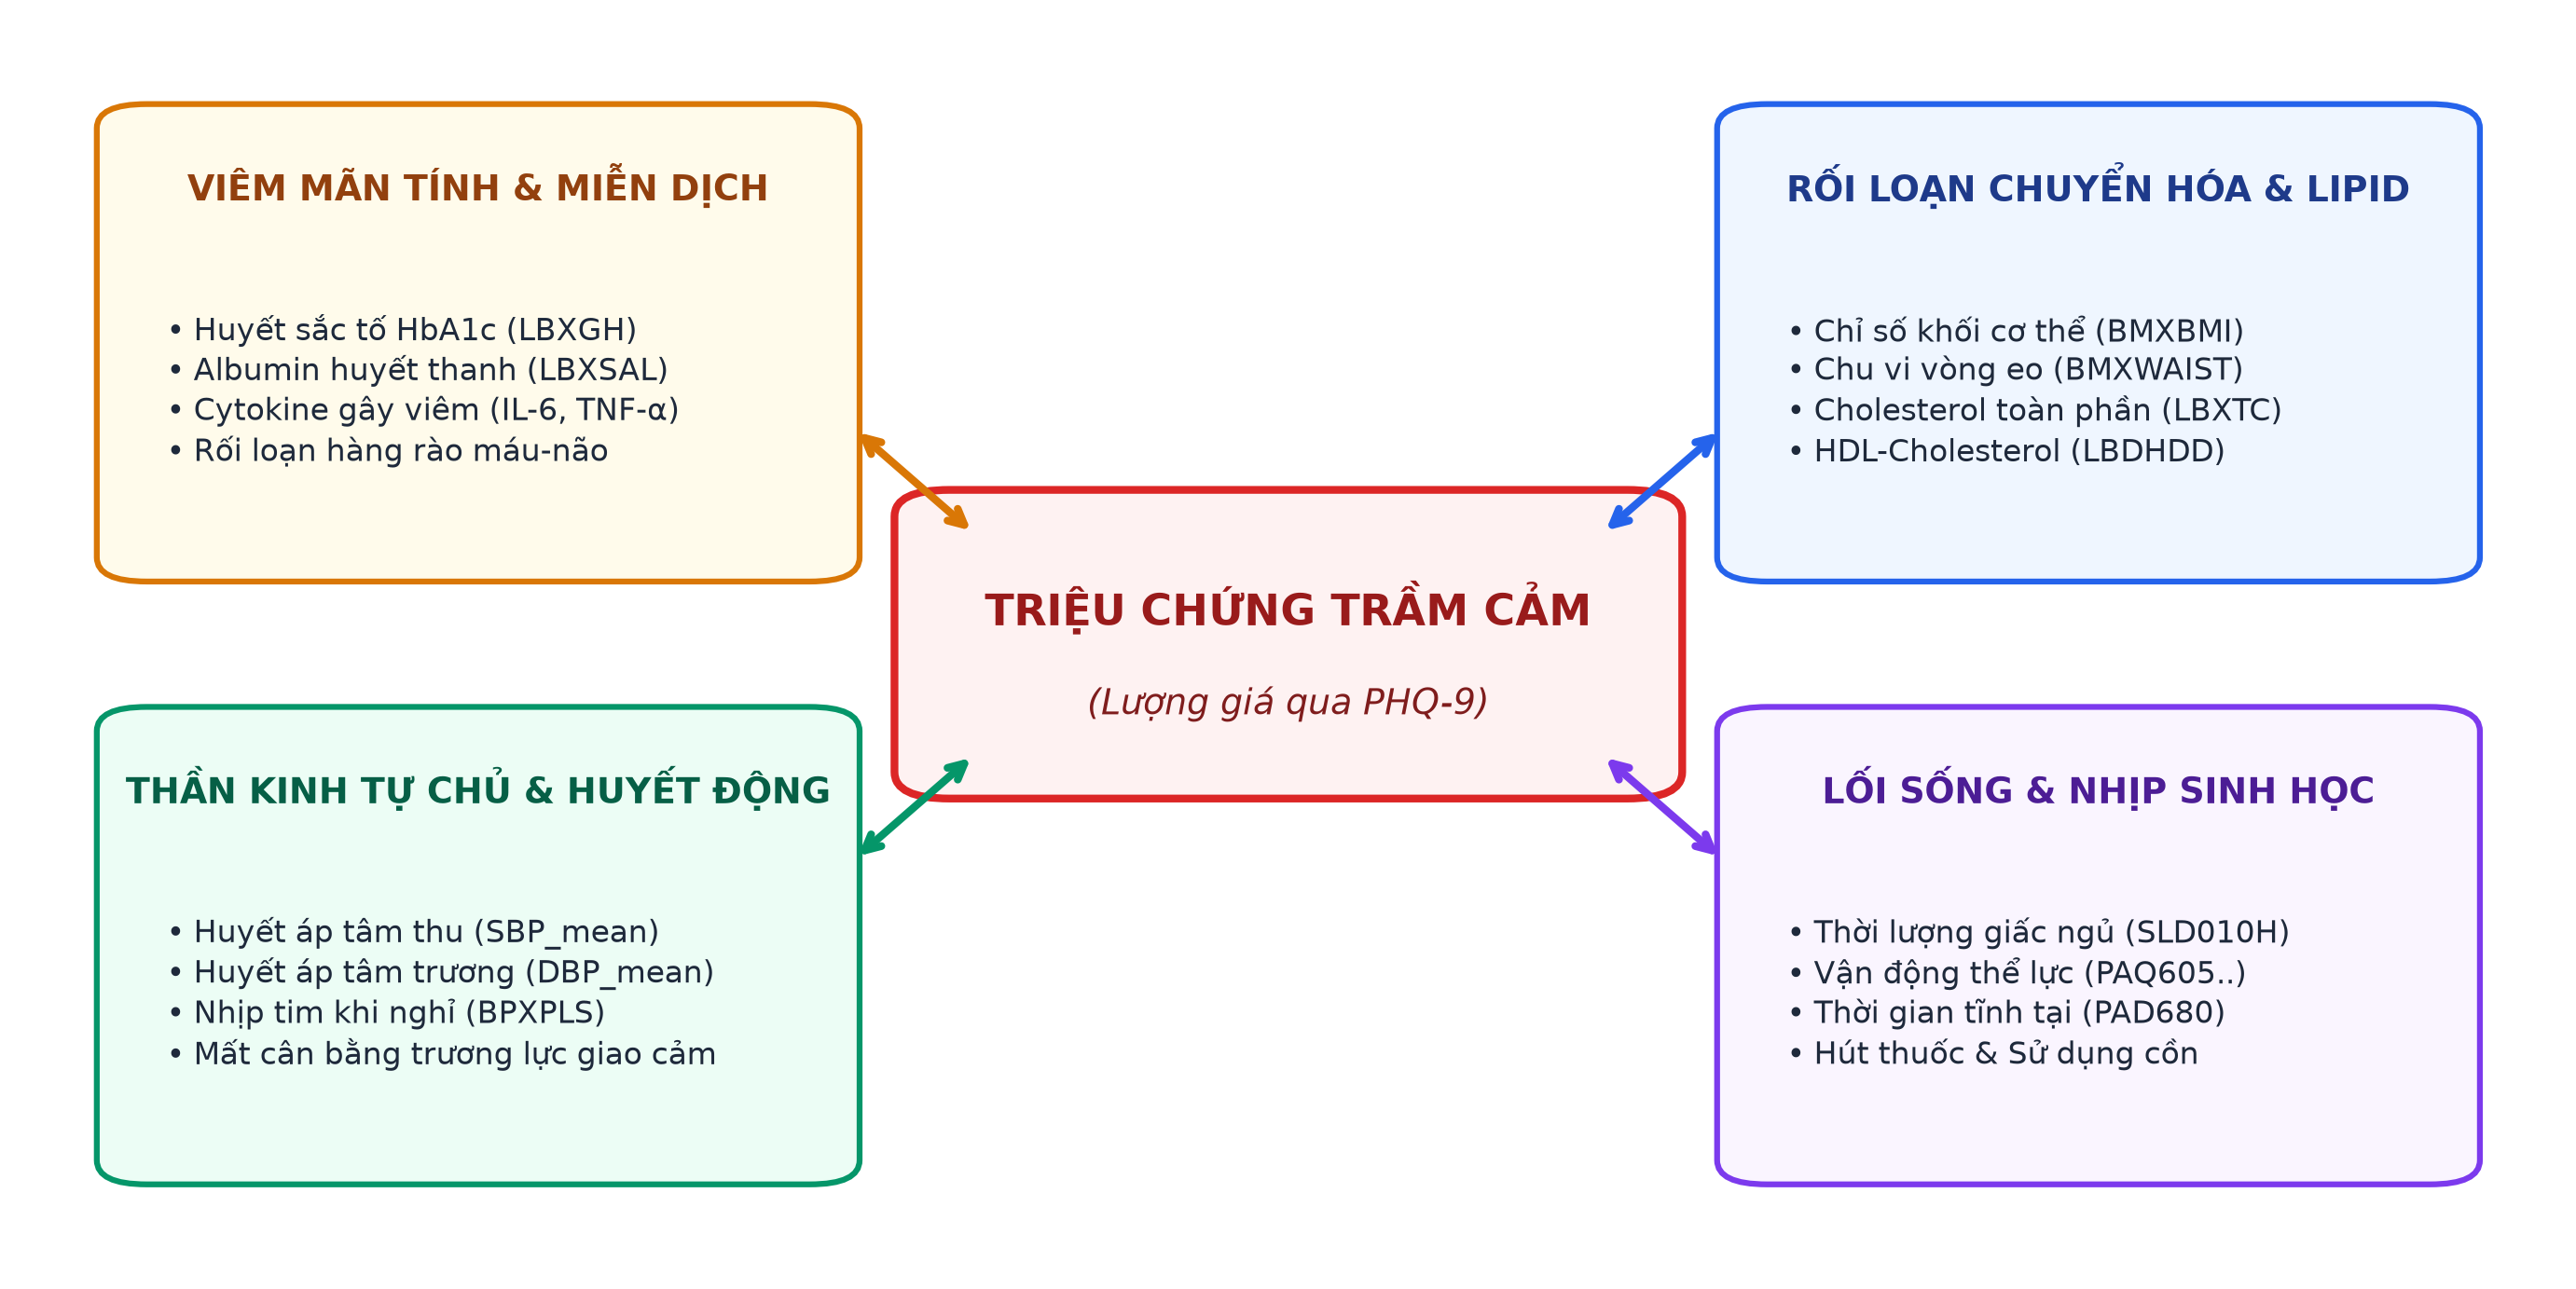 VIÊM MÃN TÍNH & MIỄN DỊCH
• Huyết sắc tố HbA1c (LBXGH)
• Albumin huyết thanh (LBXSAL)
• Cytokine gây viêm (IL-6, TNF-α)
• Rối loạn hàng rào máu-não
RỐI LOẠN CHUYỂN HÓA & LIPID
• Chỉ số khối cơ thể (BMXBMI)
• Chu vi vòng eo (BMXWAIST)
• Cholesterol toàn phần (LBXTC)
• HDL-Cholesterol (LBDHDD)
TRIỆU CHỨNG TRẦM CẢM
(Lượng giá qua PHQ-9)
THẦN KINH TỰ CHỦ & HUYẾT ĐỘNG
• Huyết áp tâm thu (SBP_mean)
• Huyết áp tâm trương (DBP_mean)
• Nhịp tim khi nghỉ (BPXPLS)
• Mất cân bằng trương lực giao cảm
LỐI SỐNG & NHỊP SINH HỌC
• Thời lượng giấc ngủ (SLD010H)
• Vận động thể lực (PAQ605..)
• Thời gian tĩnh tại (PAD680)
• Hút thuốc & Sử dụng cồn